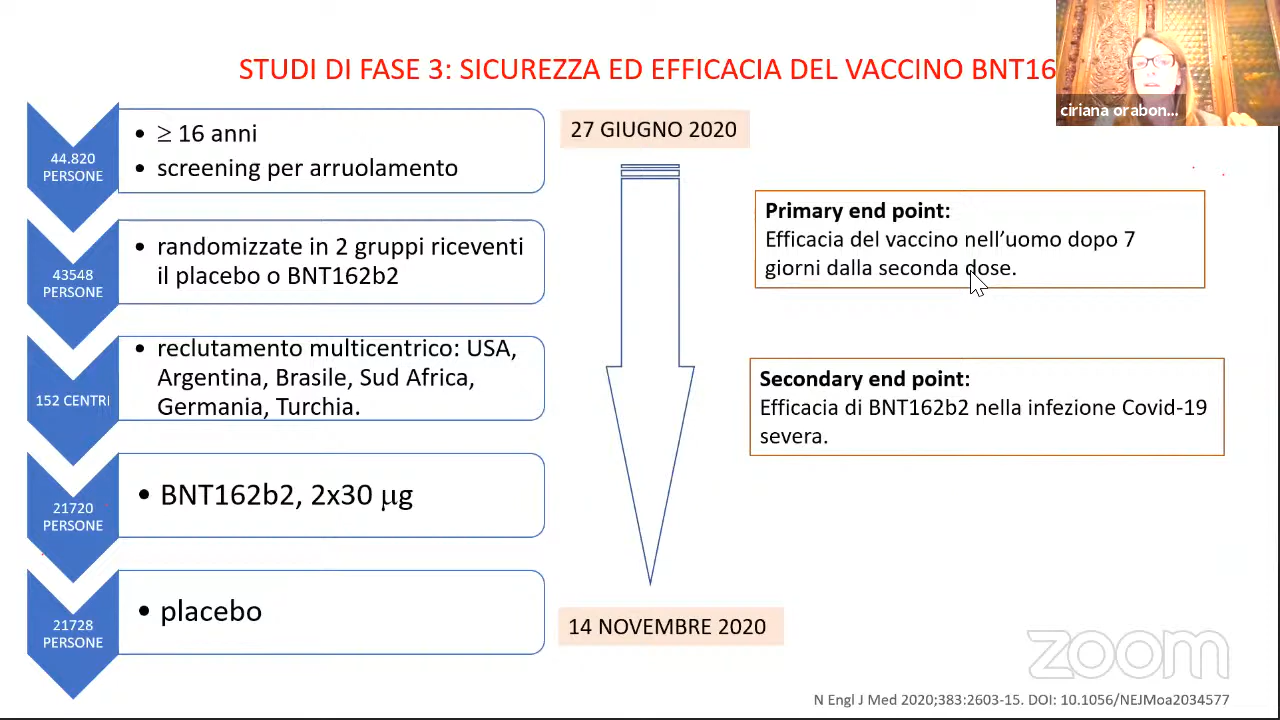 STUDI DI FASE 3: SICUREZZA ED EFFICACIA DEL VACCINO BNT16
ciriana orabon...
44.820
PERSONE
• ≥ 16 anni
• screening per arruolamento
43548
PERSONE
• randomizzate in 2 gruppi riceventi
il placebo o BNT162b2
152 CENTRI
• reclutamento multicentrico: USA,
Argentina, Brasile, Sud Africa,
Germania, Turchia.
21720
PERSONE
• BNT162b2, 2x30 μg
21728
PERSONE
• placebo
27 GIUGNO 2020
14 NOVEMBRE 2020
Primary end point:
Efficacia del vaccino nell’uomo dopo 7
giorni dalla seconda dose.
Secondary end point:
Efficacia di BNT162b2 nella infezione Covid-19
severa.
zoom
N Engl J Med 2020;383:2603-15. DOI: 10.1056/NEJMoa2034577